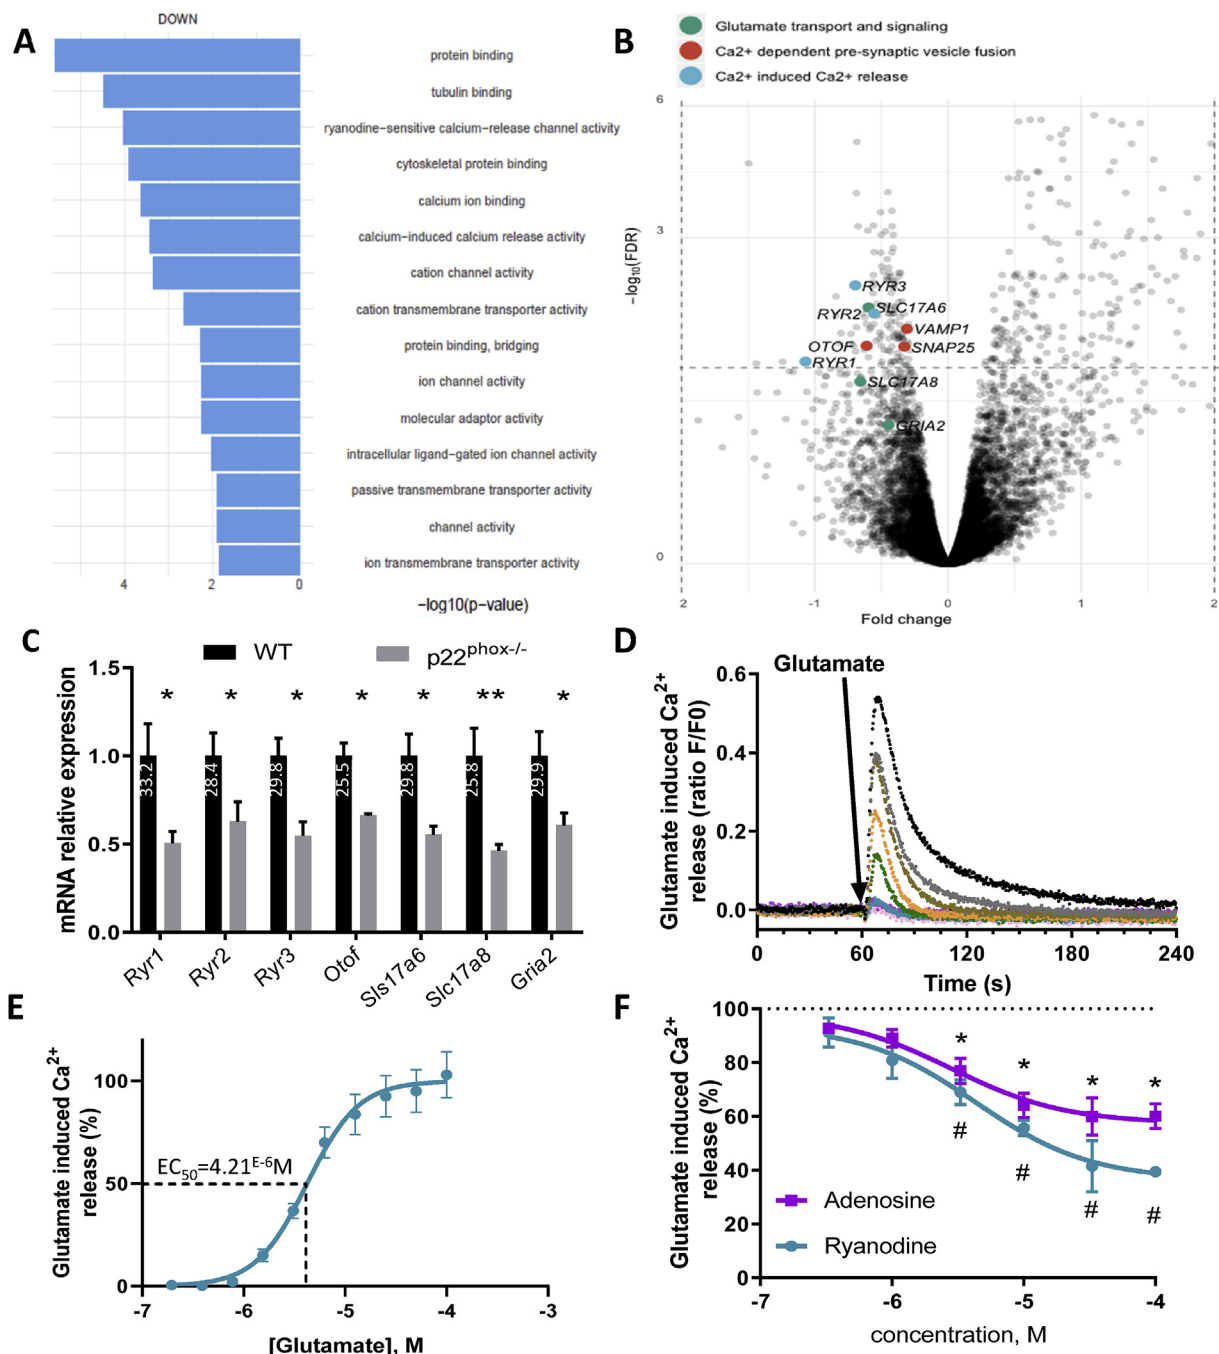 A
DOWN
protein binding
tubulin binding
ryanodine-sensitive calcium-release channel activity
cytoskeletal protein binding
calcium ion binding
calcium-induced calcium release activity
cation channel activity
cation transmembrane transporter activity
protein binding, bridging
ion channel activity
molecular adaptor activity
intracellular ligand-gated ion channel activity
passive transmembrane transporter activity
channel activity
ion transmembrane transporter activity
4 2 0
-log10(p-value)
B
Glutamate transport and signaling
Ca2+ dependent pre-synaptic vesicle fusion
Ca2+ induced Ca2+ release
6
3
0
-log10(FDR)
RYR3
SLC17A6
RYR2
VAMP1
OTOF
SNAP25
RYR1
SLC17A8
GRIA2
2 -1 0 1 2
Fold change
C
WT
p22phox-/-
mRNA relative expression
1.5
1.0
0.5
0.0
* * * * * ** *
33.2 28.4 29.8 25.5 29.8 25.8 29.9
Ryr1 Ryr2 Ryr3 Otof Sls17a6 Slc17a8 Gria2
D
Glutamate
Glutamate induced Ca2+
release (ratio F/F0)
0.6
0.4
0.2
0.0
0 60 120 180 240
Time (s)
E
Glutamate induced Ca2+
release (%)
100
50
0
EC50=4.21E-6M
-7 -6 -5 -4 -3
[Glutamate], M
F
Glutamate induced Ca2+
release (%)
100
80
60
40
20
0
* * * *
# # # #
Adenosine
Ryanodine
-7 -6 -5 -4
concentration, M